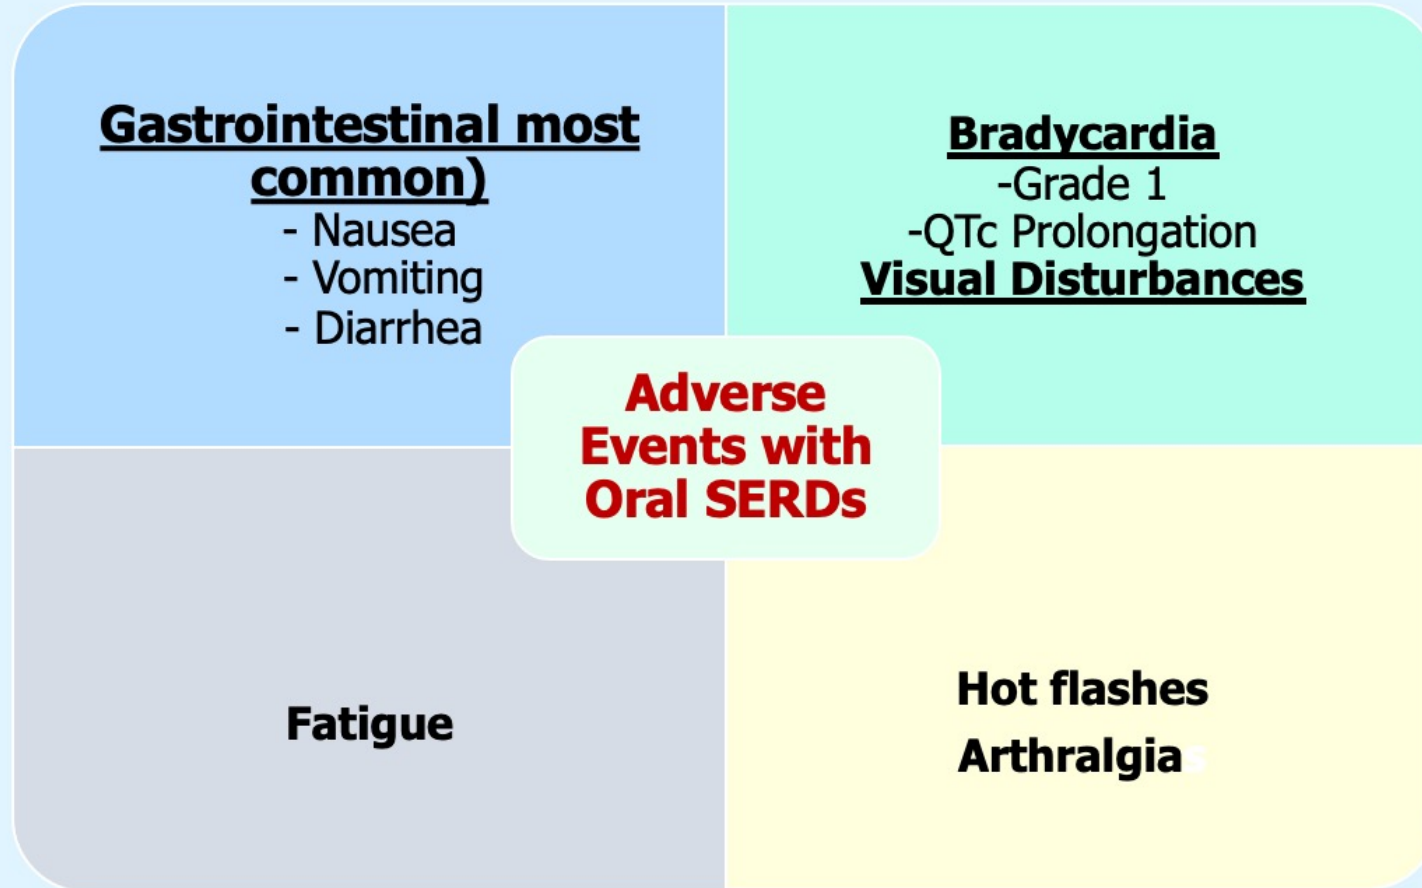 Gastrointestinal most
common)
- Nausea
- Vomiting
- Diarrhea
Bradycardia
-Grade 1
-QTc Prolongation
Visual Disturbances
Adverse
Events with
Oral SERDs
Fatigue
Hot flashes
Arthralgias